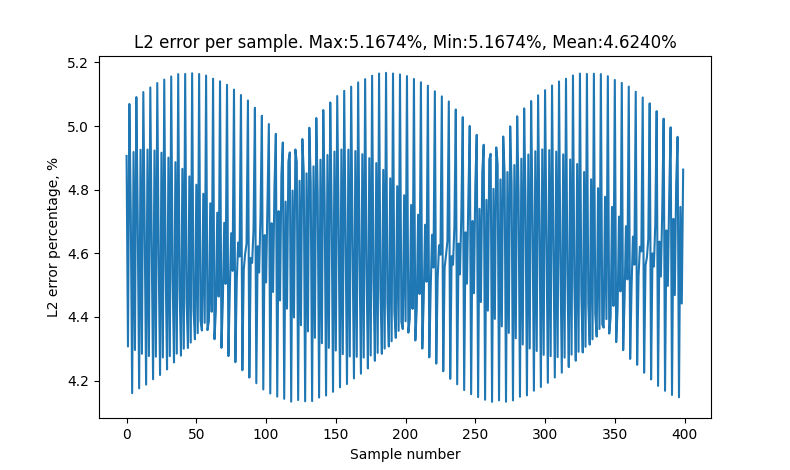 L2 error per sample. Max:5.1674%, Min:5.1674%, Mean:4.6240%
5.2
5.0
4.8
4.6
4.4
4.2
L2 error percentage, %
0 50 100 150 200 250 300 350 400
Sample number